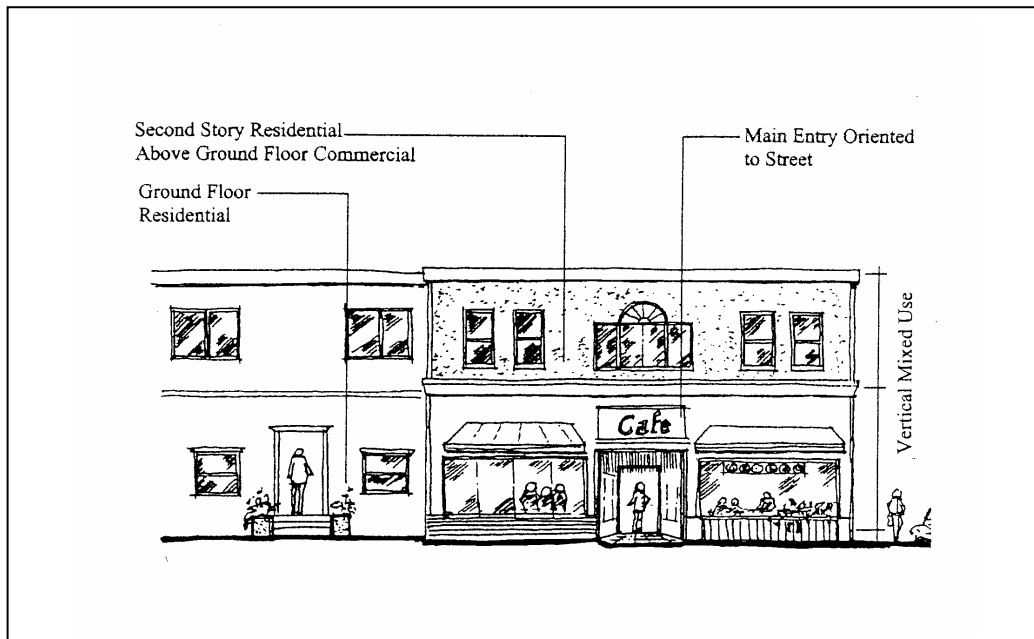 Second Story Residential
Above Ground Floor Commercial
Ground Floor
Residential
Main Entry Oriented
to Street
Cafe
Vertical Mixed Use